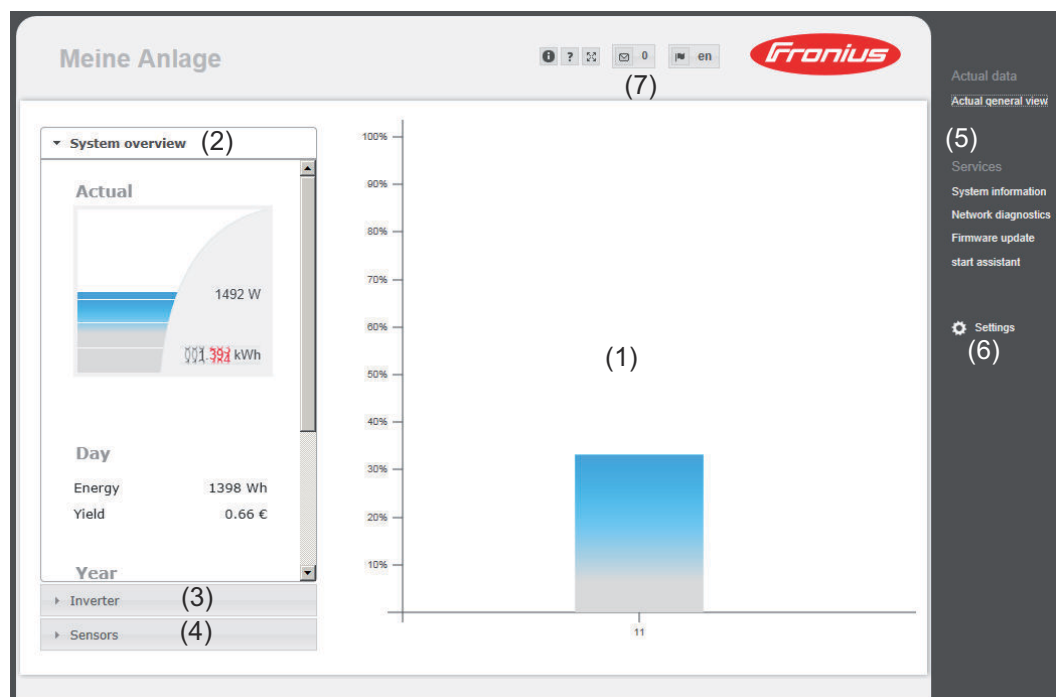 Meine Anlage
i ? 0 en
Fronius
(7)
System overview (2)
Actual
1492 W
kWh
Day
Energy 1398 Wh
Yield 0.66 €
Year
Inverter (3)
Sensors (4)
100%
90%
80%
70%
60%
50%
40%
30%
20%
10%
(1)
11
Actual data
Actual general view
(5)
Services
System information
Network diagnostics
Firmware update
start assistant
Settings
(6)